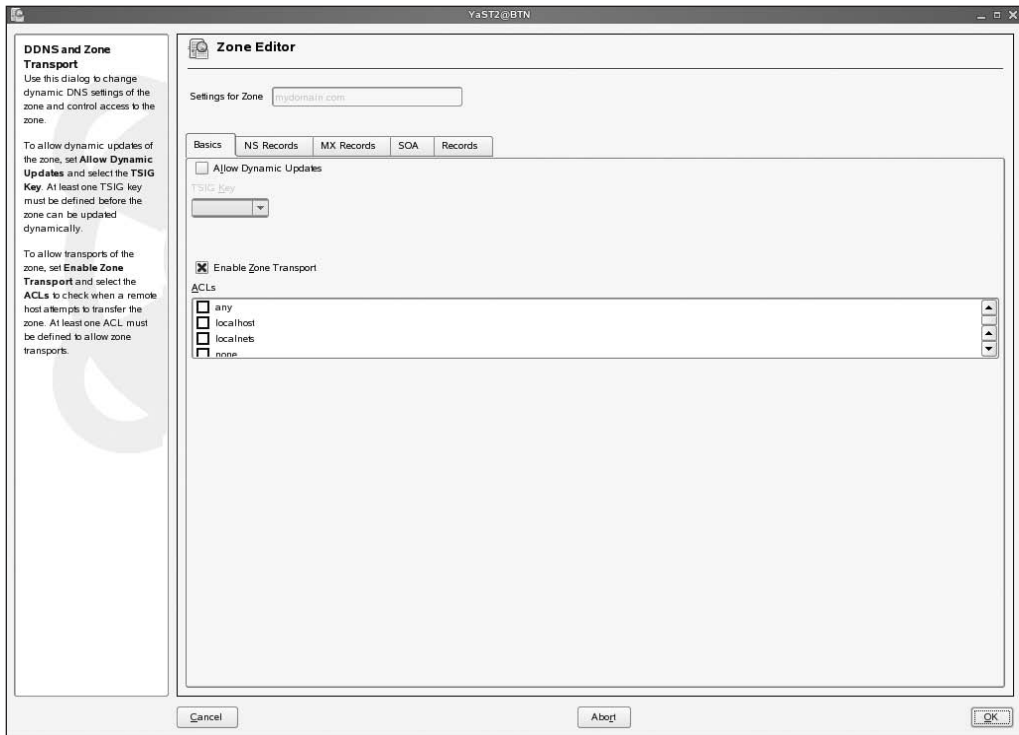 YaST2@BTN
DDNS and Zone
Transport
Use this dialog to change
dynamic DNS settings of the
zone and control access to the
zone.
To allow dynamic updates of
the zone, set Allow Dynamic
Updates and select the TSIG
Key. At least one TSIG key
must be defined before the
zone can be updated
dynamically.
To allow transports of the
zone, set Enable Zone
Transport and select the
ACLs to check when a remote
host attempts to transfer the
zone. At least one ACL must
be defined to allow zone
transports.
Zone Editor
Settings for Zone mydomain.com
Basics NS Records MX Records SOA Records
Allow Dynamic Updates
TSIG Key
Enable Zone Transport
ACLs
any
localhost
localnets
none
Cancel Abort OK